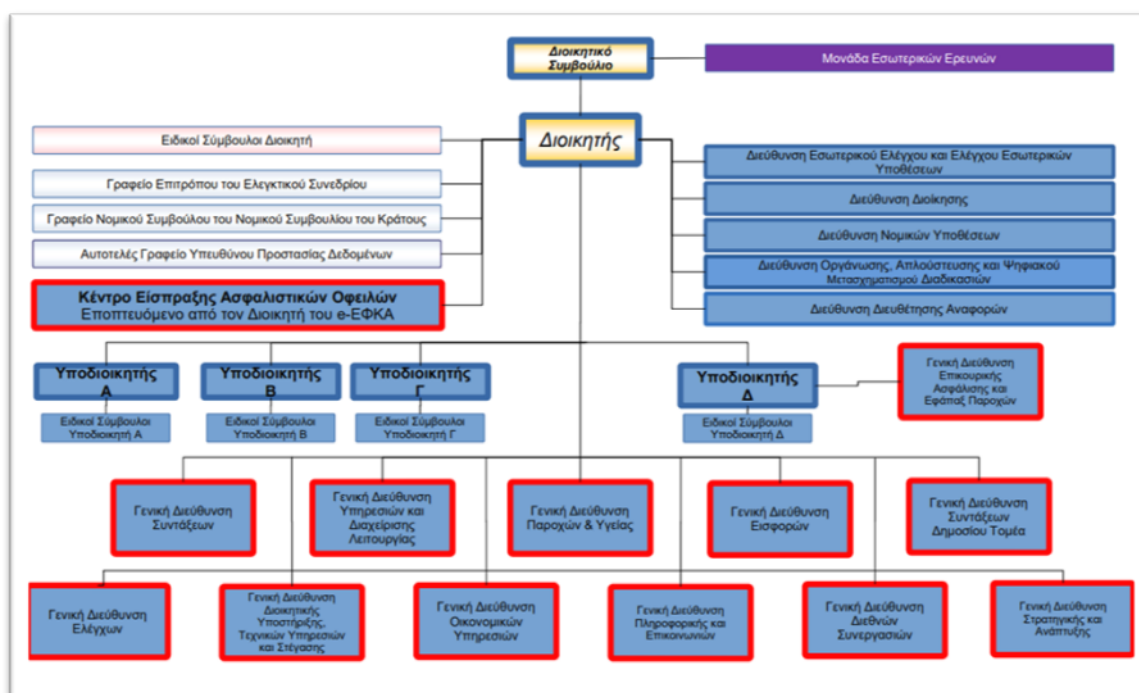 Διοικητικό
Συμβούλιο
Μονάδα Εσωτερικών Ερευνών
Διοικητής
Ειδικοί Σύμβουλοι Διοικητή
Γραφείο Επιτρόπου του Ελεγκτικού Συνεδρίου
Γραφείο Νομικού Συμβούλου του Νομικού Συμβουλίου του Κράτους
Αυτοτελές Γραφείο Υπευθύνου Προστασίας Δεδομένων
Κέντρο Είσπραξης Ασφαλιστικών Οφειλών
Εποπτευόμενο από τον Διοικητή του e-ΕΦΚΑ
Διεύθυνση Εσωτερικού Ελέγχου και Ελέγχου Εσωτερικών
Υποθέσεων
Διεύθυνση Διοίκησης
Διεύθυνση Νομικών Υποθέσεων
Διεύθυνση Οργάνωσης, Απλούστευσης και Ψηφιακού
Μετασχηματισμού Διαδικασιών
Διεύθυνση Διευθέτησης Αναφορών
Υποδιοικητής
Α
Ειδικοί Σύμβουλοι
Υποδιοικητή Α
Υποδιοικητής
Β
Ειδικοί Σύμβουλοι
Υποδιοικητή Β
Υποδιοικητής
Γ
Ειδικοί Σύμβουλοι
Υποδιοικητή Γ
Υποδιοικητής
Δ
Ειδικοί Σύμβουλοι
Υποδιοικητή Δ
Γενική Διεύθυνση
Επικουρικής
Ασφάλισης και
Εφάπαξ Παροχών
Γενική Διεύθυνση
Συντάξεων
Γενική Διεύθυνση
Υπηρεσιών και
Διαχείρισης
Λειτουργίας
Γενική Διεύθυνση
Παροχών & Υγείας
Γενική Διεύθυνση
Εισφορών
Γενική Διεύθυνση
Συντάξεων
Δημοσίου Τομέα
Γενική Διεύθυνση
Ελέγχων
Γενική Διεύθυνση
Διοικητικής
Υποστήριξης,
Τεχνικών Υπηρεσιών
και Στέγασης
Γενική Διεύθυνση
Οικονομικών
Υπηρεσιών
Γενική Διεύθυνση
Πληροφορικής και
Επικοινωνιών
Γενική Διεύθυνση
Διεθνών
Συνεργασιών
Γενική Διεύθυνση
Στρατηγικής και
Ανάπτυξης